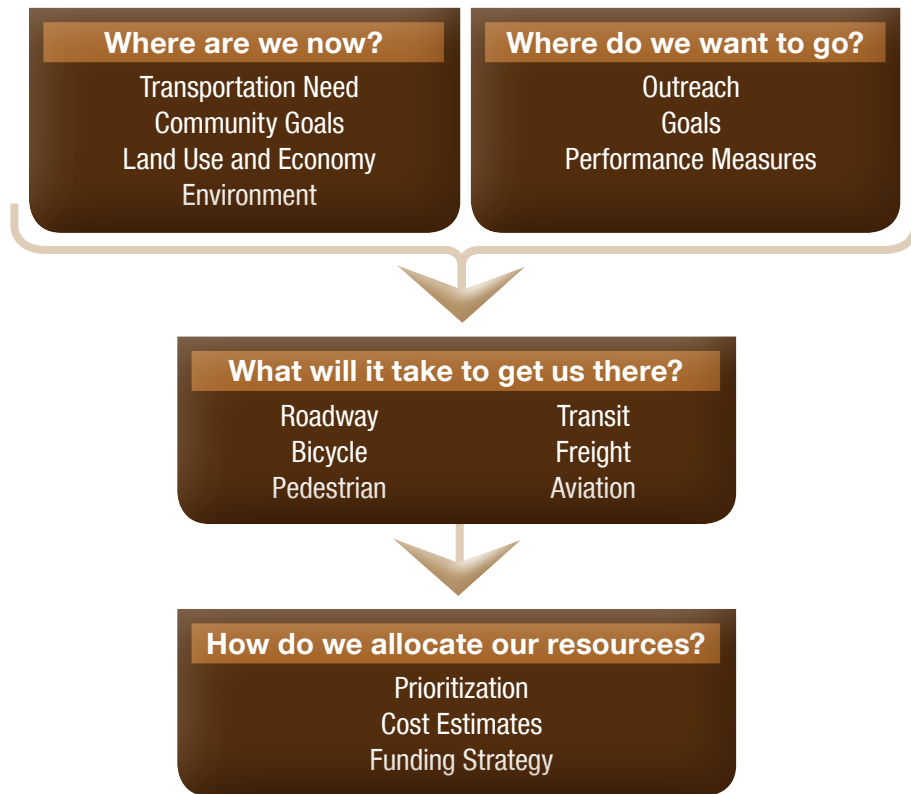 Where are we now?
Transportation Need
Community Goals
Land Use and Economy
Environment
Where do we want to go?
Outreach
Goals
Performance Measures
What will it take to get us there?
Roadway
Bicycle
Pedestrian
Transit
Freight
Aviation
How do we allocate our resources?
Prioritization
Cost Estimates
Funding Strategy